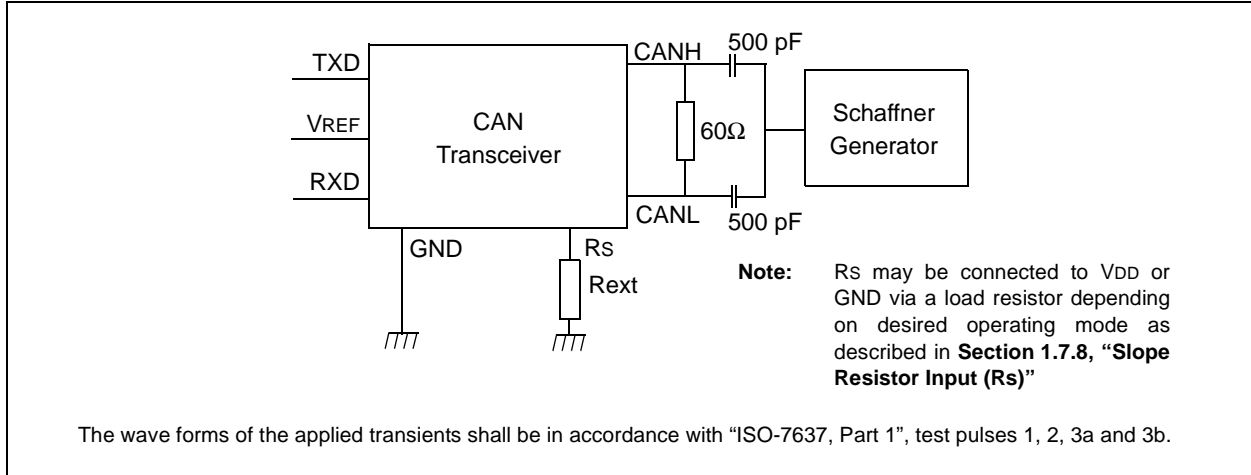 TXD
VREF
RXD
CAN
Transceiver
CANH
CANL
500 pF
60Ω
500 pF
Schaffner
Generator
GND
Rs
Rext
Note: Rs may be connected to VDD or
GND via a load resistor depending
on desired operating mode as
described in Section 1.7.8, “Slope
Resistor Input (Rs)”
The wave forms of the applied transients shall be in accordance with “ISO-7637, Part 1”, test pulses 1, 2, 3a and 3b.